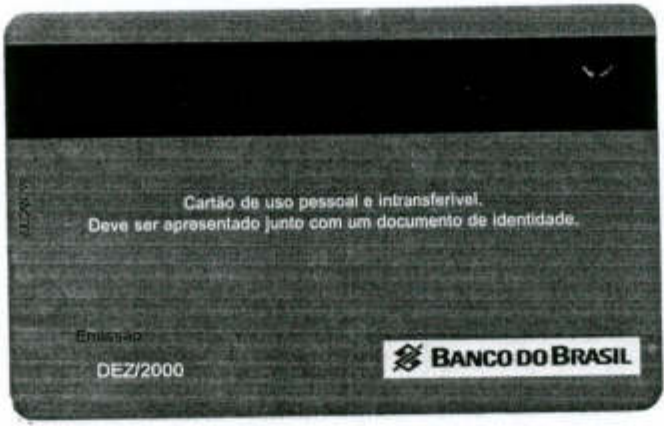 Cartão de uso pessoal e intransferível.
Deve ser apresentado junto com um documento de identidade.
Emissão
DEZ/2000
BANCO DO BRASIL